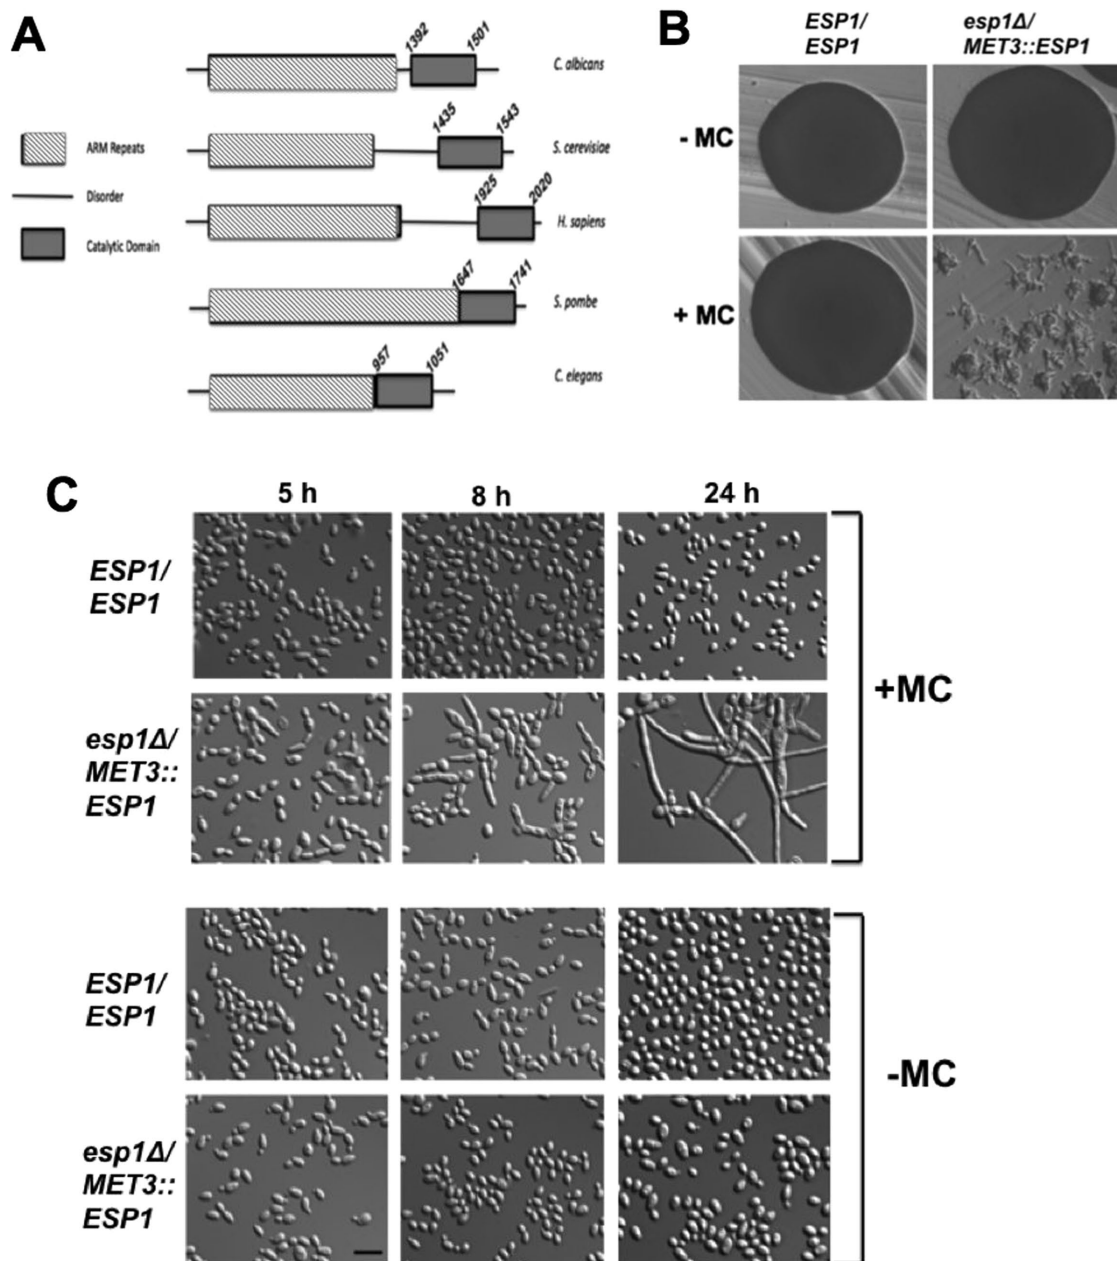 A
1392
1501
C. albicans
1435
1543
ARM Repeats
S. cerevisiae
1925
2020
Disorder
H. sapiens
Catalytic Domain
1647
1741
S. pombe
957
1051
C. elegans
B
ESP1/
ESP1
esp1Δ/
MET3::ESP1
- MC
+ MC
C
5 h
8 h
24 h
ESP1/
ESP1
esp1Δ/
MET3::
ESP1
+MC
ESP1/
ESP1
esp1Δ/
MET3::
ESP1
-MC